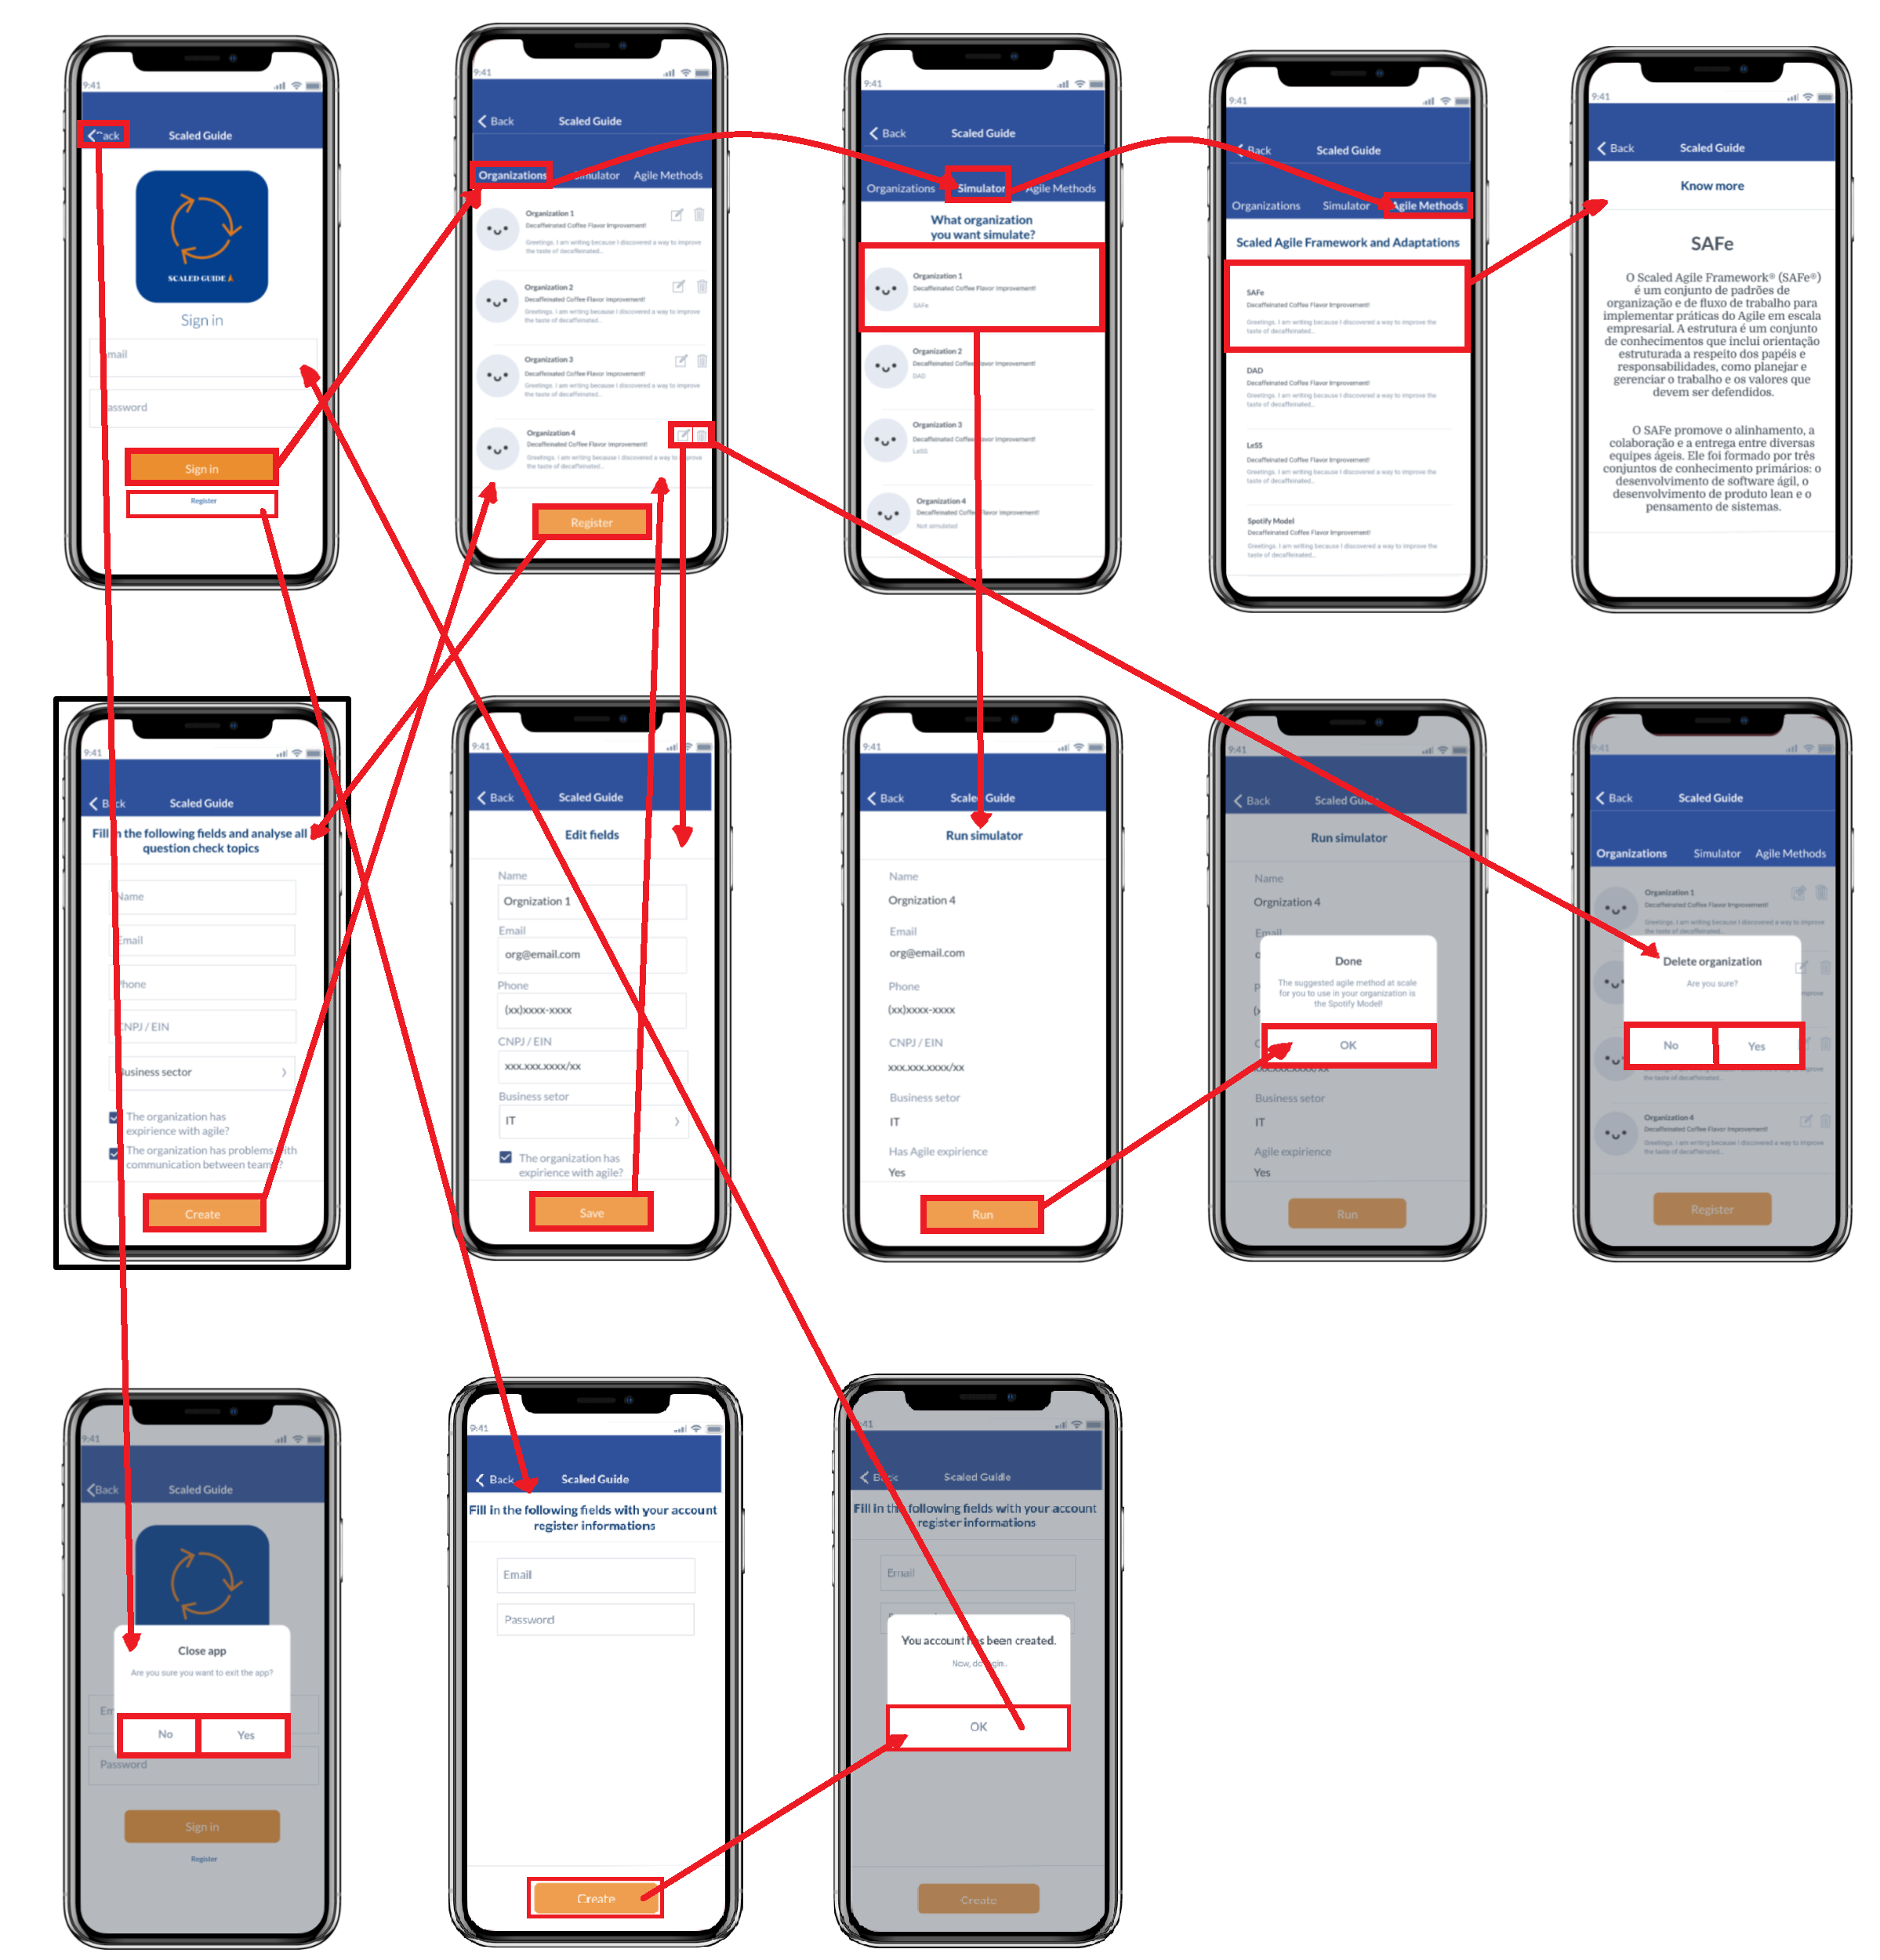 9:41
Back
Scaled Guide
SCALED GUIDE
Sign in
Email
Password
Sign in
Register
9:41
Back
Scaled Guide
Organizations
Simulator
Agile Methods
Organization 1
Decaffeinated Coffee Flavor Improvement!
Greetings. I am writing because I discovered a way to improve
the taste of decaffeinated...
Organization 2
Decaffeinated Coffee Flavor Improvement!
Greetings. I am writing because I discovered a way to improve
the taste of decaffeinated...
Organization 3
Decaffeinated Coffee Flavor Improvement!
Greetings. I am writing because I discovered a way to improve
the taste of decaffeinated...
Organization 4
Decaffeinated Coffee Flavor Improvement!
Greetings. I am writing because I discovered a way to improve
the taste of decaffeinated...
Register
9:41
Back
Scaled Guide
Organizations
Simulator
Agile Methods
What organization
you want simulate?
Organization 1
Decaffeinated Coffee Flavor Improvement!
SAFe
Organization 2
Decaffeinated Coffee Flavor Improvement!
DAD
Organization 3
Decaffeinated Coffee Flavor Improvement!
LeSS
Organization 4
Decaffeinated Coffee Flavor Improvement!
Not simulated
9:41
Back
Scaled Guide
Organizations
Simulator
Agile Methods
Scaled Agile Framework and Adaptations
SAFe
Decaffeinated Coffee Flavor Improvement!
Greetings. I am writing because I discovered a way to improve the
taste of decaffeinated...
DAD
Decaffeinated Coffee Flavor Improvement!
Greetings. I am writing because I discovered a way to improve the
taste of decaffeinated...
LeSS
Decaffeinated Coffee Flavor Improvement!
Greetings. I am writing because I discovered a way to improve the
taste of decaffeinated...
Spotify Model
Decaffeinated Coffee Flavor Improvement!
Greetings. I am writing because I discovered a way to improve the
taste of decaffeinated...
9:41
Back
Scaled Guide
Know more
SAFe
O Scaled Agile Framework® (SAFe®)
é um conjunto de padrões de
organização e de fluxo de trabalho para
implementar práticas do Agile em escala
empresarial. A estrutura é um conjunto
de conhecimentos que inclui orientação
estruturada a respeito dos papéis e
responsabilidades, como planejar e
gerenciar o trabalho e os valores que
devem ser defendidos.
O SAFe promove o alinhamento, a
colaboração e a entrega entre diversas
equipes ágeis. Ele foi formado por três
conjuntos de conhecimento primários: o
desenvolvimento de software ágil, o
desenvolvimento de produto lean e o
pensamento de sistemas.
9:41
Back
Scaled Guide
Fill in the following fields and analyse all
question check topics
Name
Email
Phone
CNPJ / EIN
Business sector
The organization has
expirience with agile?
The organization has problems with
communication between teams?
Create
9:41
Back
Scaled Guide
Edit fields
Name
Orgnization 1
Email
org@email.com
Phone
(xx)xxxx-xxxx
CNPJ / EIN
xxx.xxx.xxxx/xx
Business setor
IT
The organization has
expirience with agile?
Save
9:41
Back
Scaled Guide
Run simulator
Name
Orgnization 4
Email
org@email.com
Phone
(xx)xxxx-xxxx
CNPJ / EIN
xxx.xxx.xxxx/xx
Business setor
IT
Has Agile expirience
Yes
Run
9:41
Back
Scaled Guide
Run simulator
Name
Orgnization 4
Email
Done
The suggested agile method at scale
for you to use in your organization is
the Spotify Model!
OK
xxx.xxx.xxxx/xx
Business setor
IT
Agile expirience
Yes
Run
9:41
Back
Scaled Guide
Organizations
Simulator
Agile Methods
Organization 1
Decaffeinated Coffee Flavor Improvement!
Greetings. I am writing because I discovered a way to improve
the taste of decaffeinated...
Delete organization
Are you sure?
No
Yes
improve
the taste of decaffeinated...
Organization 4
Decaffeinated Coffee Flavor Improvement!
Greetings. I am writing because I discovered a way to improve
the taste of decaffeinated...
Register
9:41
Back
Scaled Guide
Close app
Are you sure you want to exit the app?
No
Yes
Password
Sign in
Register
9:41
Back
Scaled Guide
Fill in the following fields with your account
register informations
Email
Password
Create
9:41
Back
Scaled Guide
Fill in the following fields with your account
register informations
Email
You account has been created.
Now, do login.
OK
Create